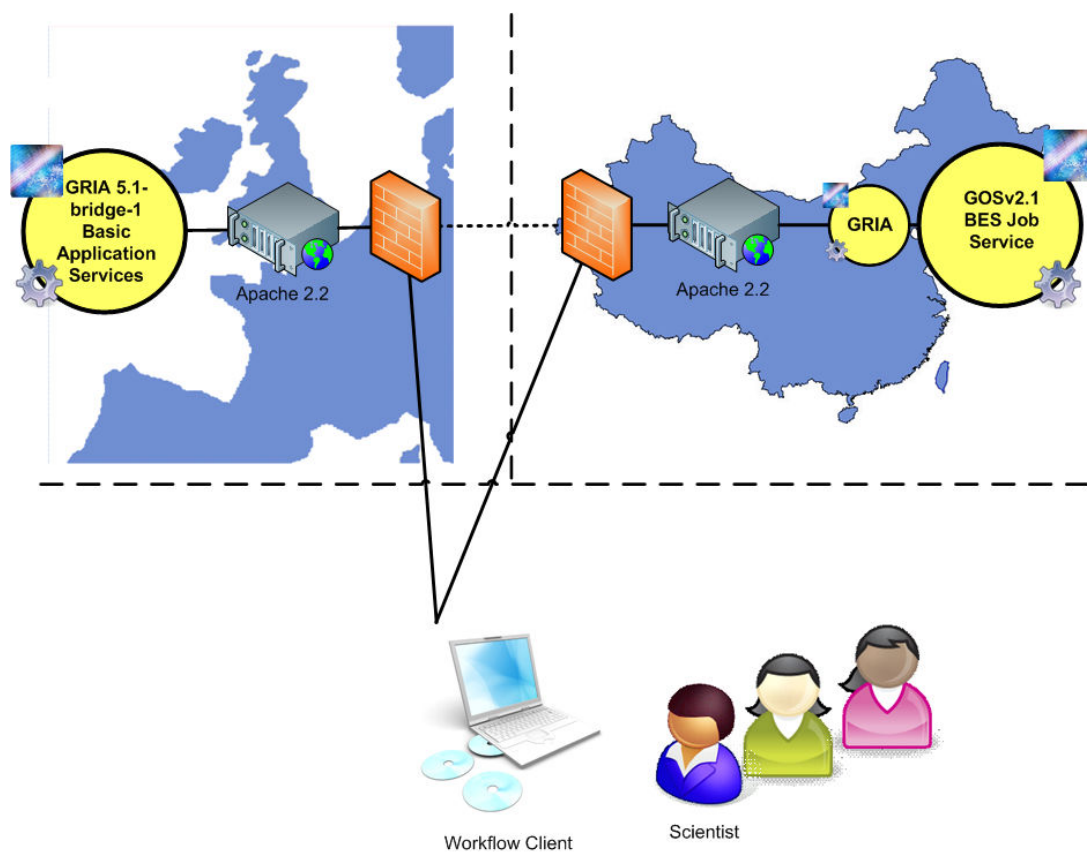 GRIA 5.1-
bridge-1
Basic
Application
Services
Apache 2.2
Apache 2.2
GRIA
GOSv2.1
BES Job
Service
Workflow Client
Scientist